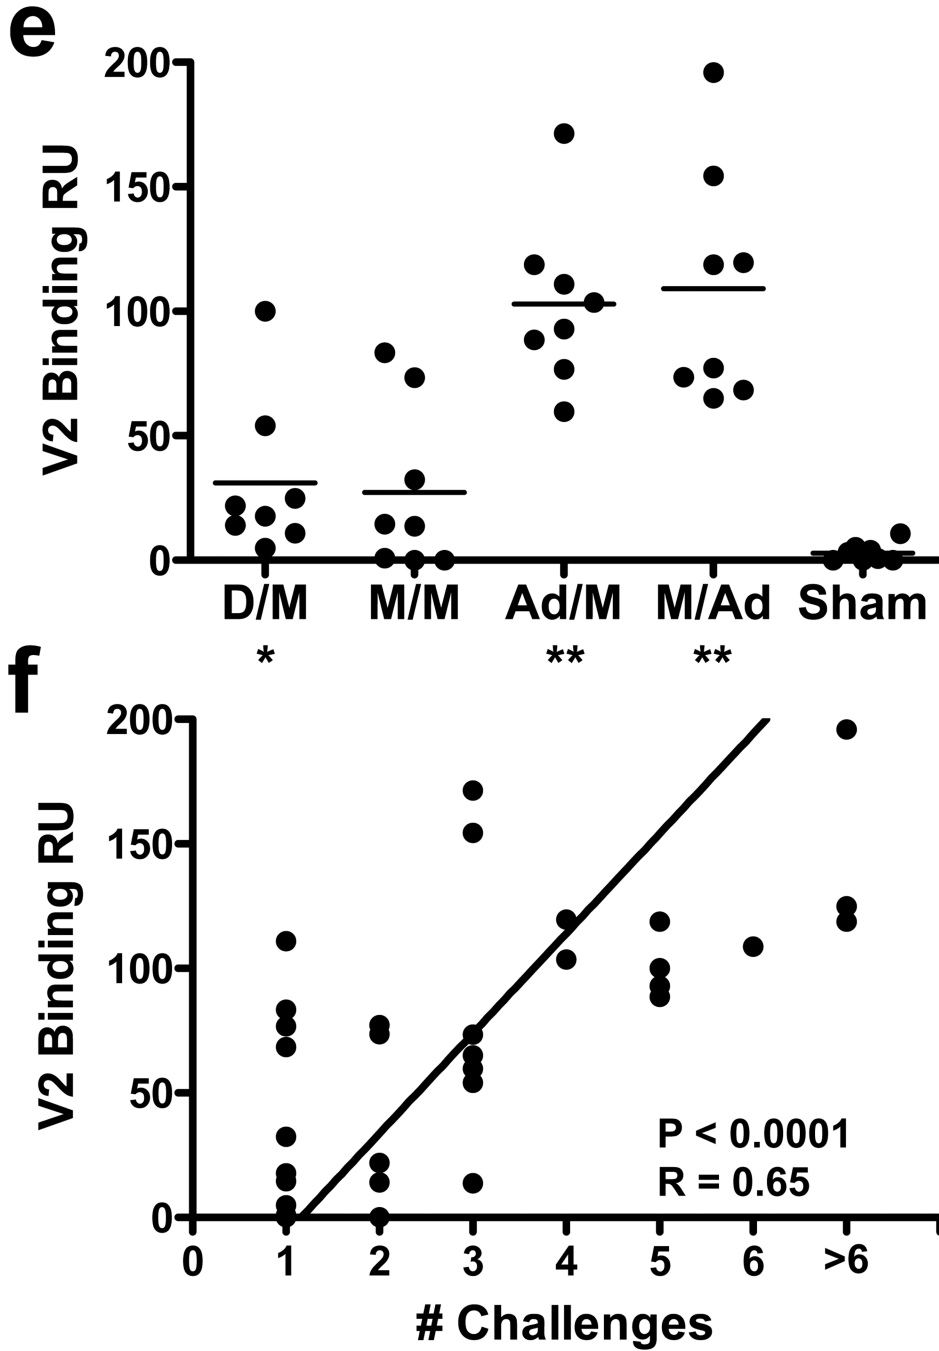 e
V2 Binding RU
200
150
100
50
0
D/M M/M Ad/M M/Ad Sham
* ** **
f
V2 Binding RU
200
150
100
50
0
P < 0.0001
R = 0.65
0 1 2 3 4 5 6 >6
# Challenges